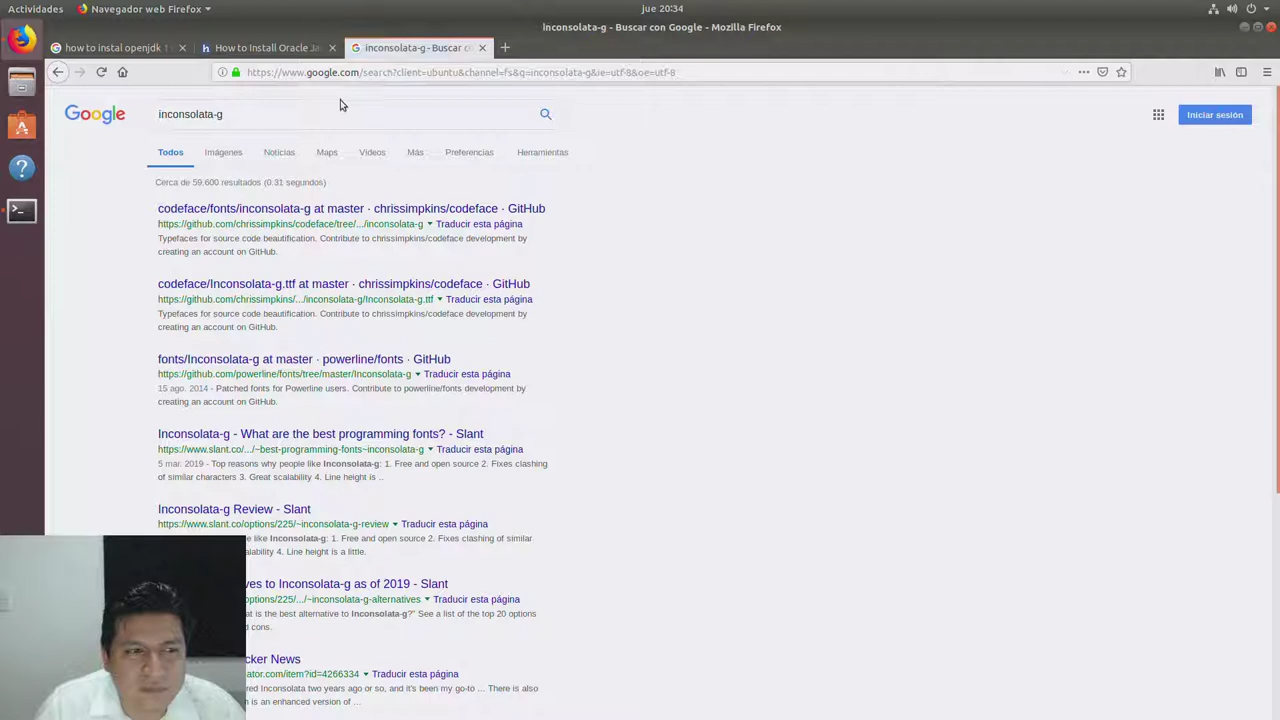 Actividades
Navegador web Firefox
jue 20:34
inconsolata-g - Buscar con Google - Mozilla Firefox
how to instal openjdk
How to Install Oracle Ja
inconsolata-g - Buscar c
https://www.google.com/search?client=ubuntu&channel=fs&q=inconsolata-g&ie=utf-8&oe=utf-8
Google
inconsolata-g
Iniciar sesión
Todos
Imágenes
Noticias
Maps
Vídeos
Más
Preferencias
Herramientas
Cerca de 59,600 resultados (0.31 segundos)
codeface/fonts/inconsolata-g at master · chrissimpkins/codeface · GitHub
https://github.com/chrissimpkins/codeface/tree/.../inconsolata-g Traducir esta página
Typefaces for source code beautification. Contribute to chrissimpkins/codeface development by
creating an account on GitHub.
codeface/Inconsolata-g.ttf at master · chrissimpkins/codeface · GitHub
https://github.com/chrissimpkins/.../inconsolata-g/Inconsolata-g.ttf Traducir esta página
Typefaces for source code beautification. Contribute to chrissimpkins/codeface development by
creating an account on GitHub.
fonts/Inconsolata-g at master · powerline/fonts · GitHub
https://github.com/powerline/fonts/tree/master/Inconsolata-g Traducir esta página
15 ago. 2014 - Patched fonts for Powerline users. Contribute to powerline/fonts development by
creating an account on GitHub.
Inconsolata-g - What are the best programming fonts? - Slant
https://www.slant.co/.../~best-programming-fonts~inconsolata-g Traducir esta página
5 mar. 2019 - Top reasons why people like Inconsolata-g: 1. Free and open source 2. Fixes clashing
of similar characters 3. Great scalability 4. Line height is ..
Inconsolata-g Review - Slant
https://www.slant.co/options/225/~inconsolata-g-review Traducir esta página
e like Inconsolata-g: 1. Free and open source 2. Fixes clashing of similar
alability 4. Line height is a little.
ves to Inconsolata-g as of 2019 - Slant
options/225/.../~inconsolata-g-alternatives Traducir esta página
at is the best alternative to Inconsolata-g?" See a list of the top 20 options
cons.
cker News
ator.com/item?id=4266334 Traducir esta página
red Inconsolata two years ago or so, and it's been my go-to ... There is also
h is an enhanced version of ...